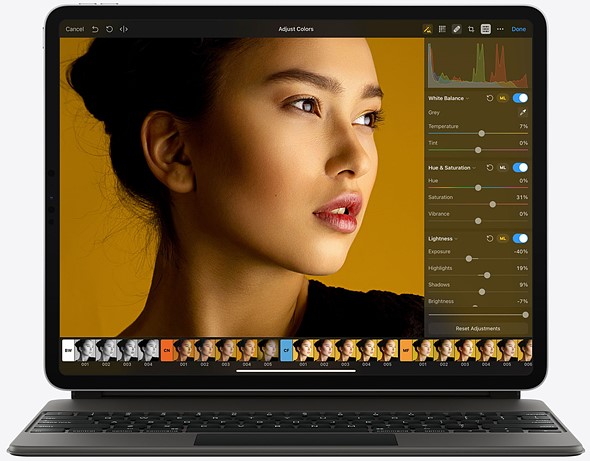 Cancel
Adjust Colors
Done
White Balance
ML
Grey
Temperature 7%
Tint 0%
Hue & Saturation
ML
Hue 0%
Saturation 31%
Vibrance 0%
Lightness
ML
Exposure -40%
Highlights 19%
Shadows 9%
Brightness -7%
Reset Adjustments
BW CN CF MF
001 002 003 004 001 002 003 004 005 001 002 003 004 005 001 002 003 004 005 006